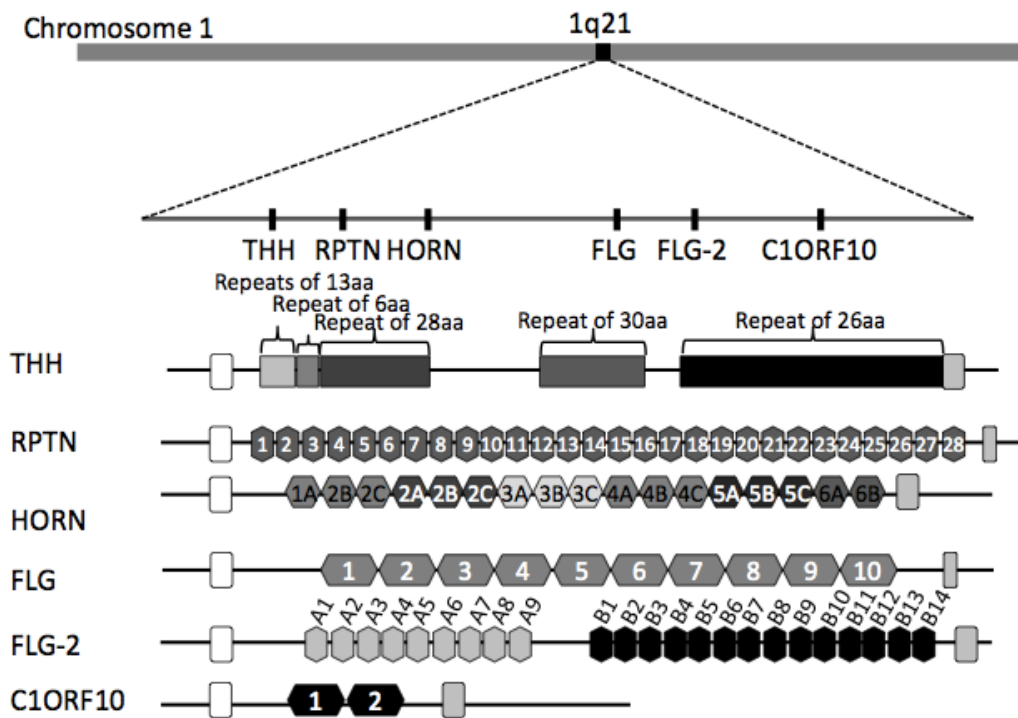 Chromosome 1
1q21
THH RPTN HORN FLG FLG-2 C1ORF10
Repeats of 13aa
Repeat of 6aa
Repeat of 28aa
Repeat of 30aa
Repeat of 26aa
THH
RPTN
1 2 3 4 5 6 7 8 9 10 11 12 13 14 15 16 17 18 19 20 21 22 23 24 25 26 27 28
HORN
1A 2B 2C 2A 2B 2C 3A 3B 3C 4A 4B 4C 5A 5B 5C 6A 6B
FLG
1 2 3 4 5 6 7 8 9 10
FLG-2
A1 A2 A3 A4 A5 A6 A7 A8 A9 B1 B2 B3 B4 B5 B6 B7 B8 B9 B10 B11 B12 B13 B14
C1ORF10
1 2